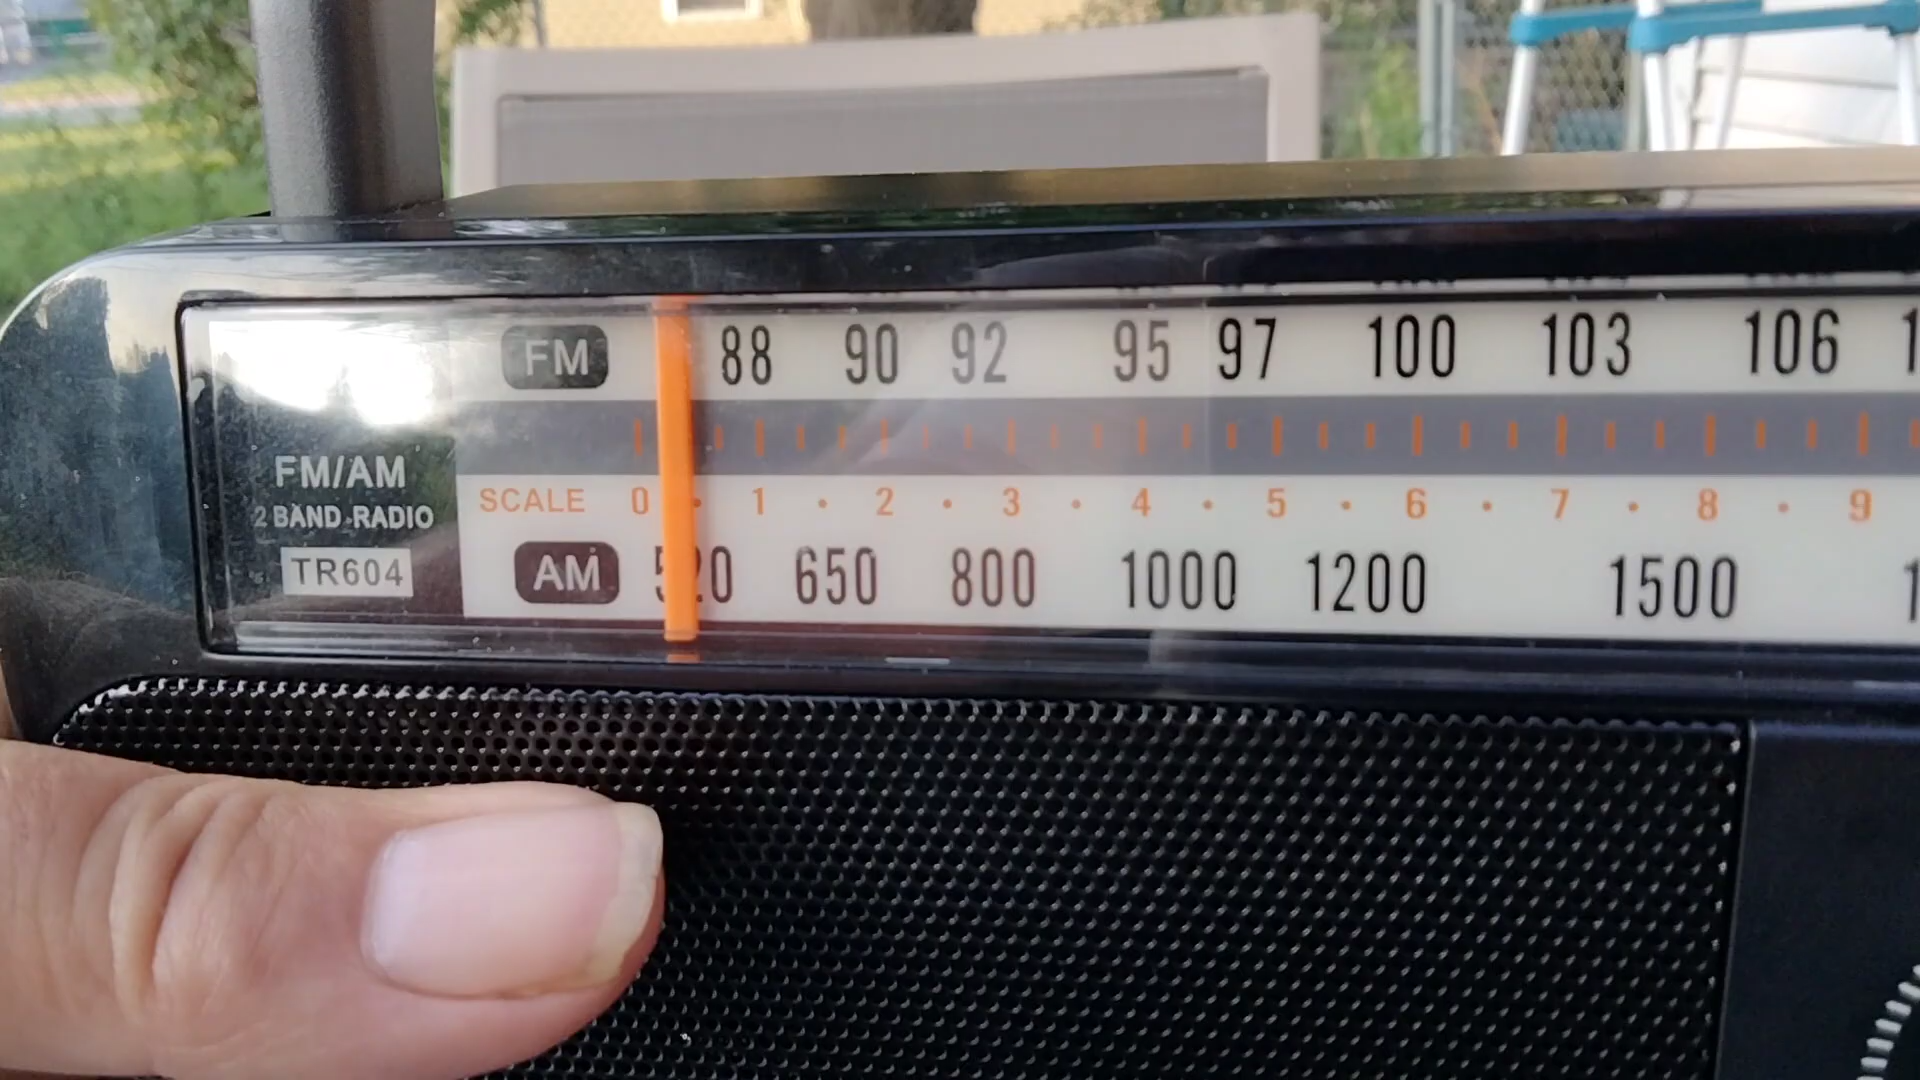 FM 88 90 92 95 97 100 103 106
FM/AM
2 BAND RADIO
TR604
SCALE 0 · 1 · 2 · 3 · 4 · 5 · 6 · 7 · 8 · 9
AM 650 800 1000 1200 1500